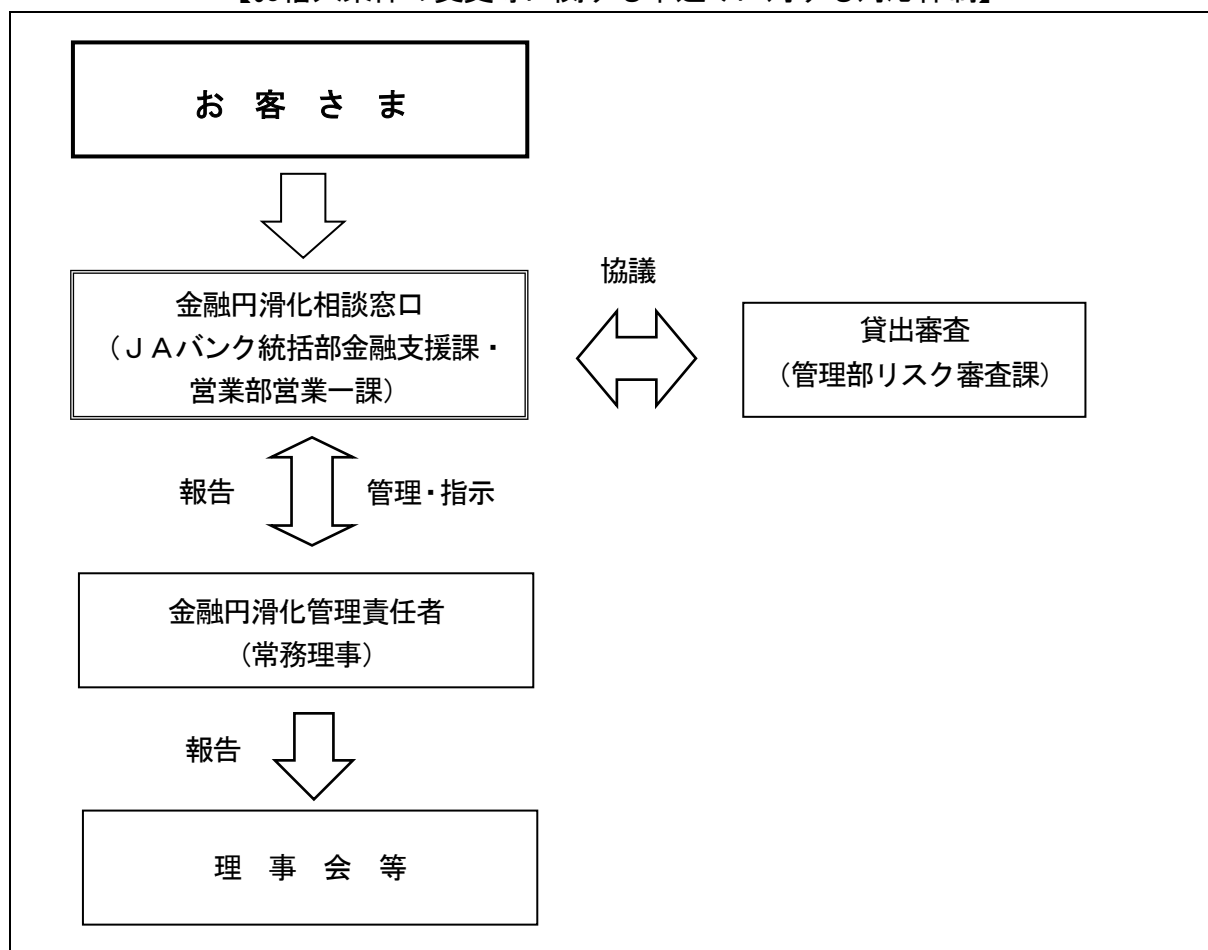 お 客 さ ま
協議
金融円滑化相談窓口
（ＪＡバンク統括部金融支援課・
営業部営業一課）
貸出審査
（管理部リスク審査課）
報告
管理・指示
金融円滑化管理責任者
（常務理事）
報告
理 事 会 等